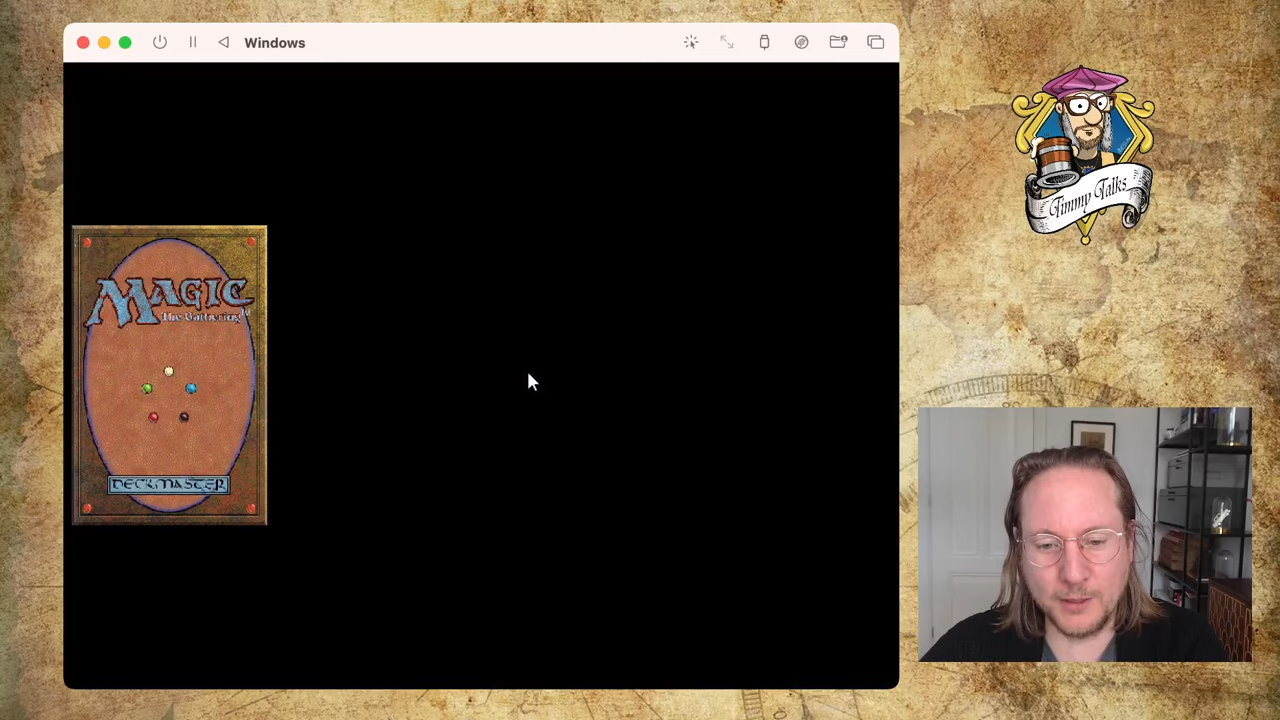 Windows
MAGIC
The Gathering
DECKMASTER
Timmy Talks